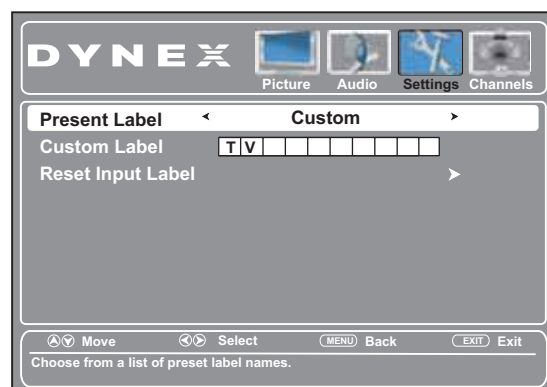 DYNEX
Picture Audio Settings Channels
Present Label Custom
Custom Label TV
Reset Input Label
Move Select MENU Back EXIT Exit
Choose from a list of preset label names.